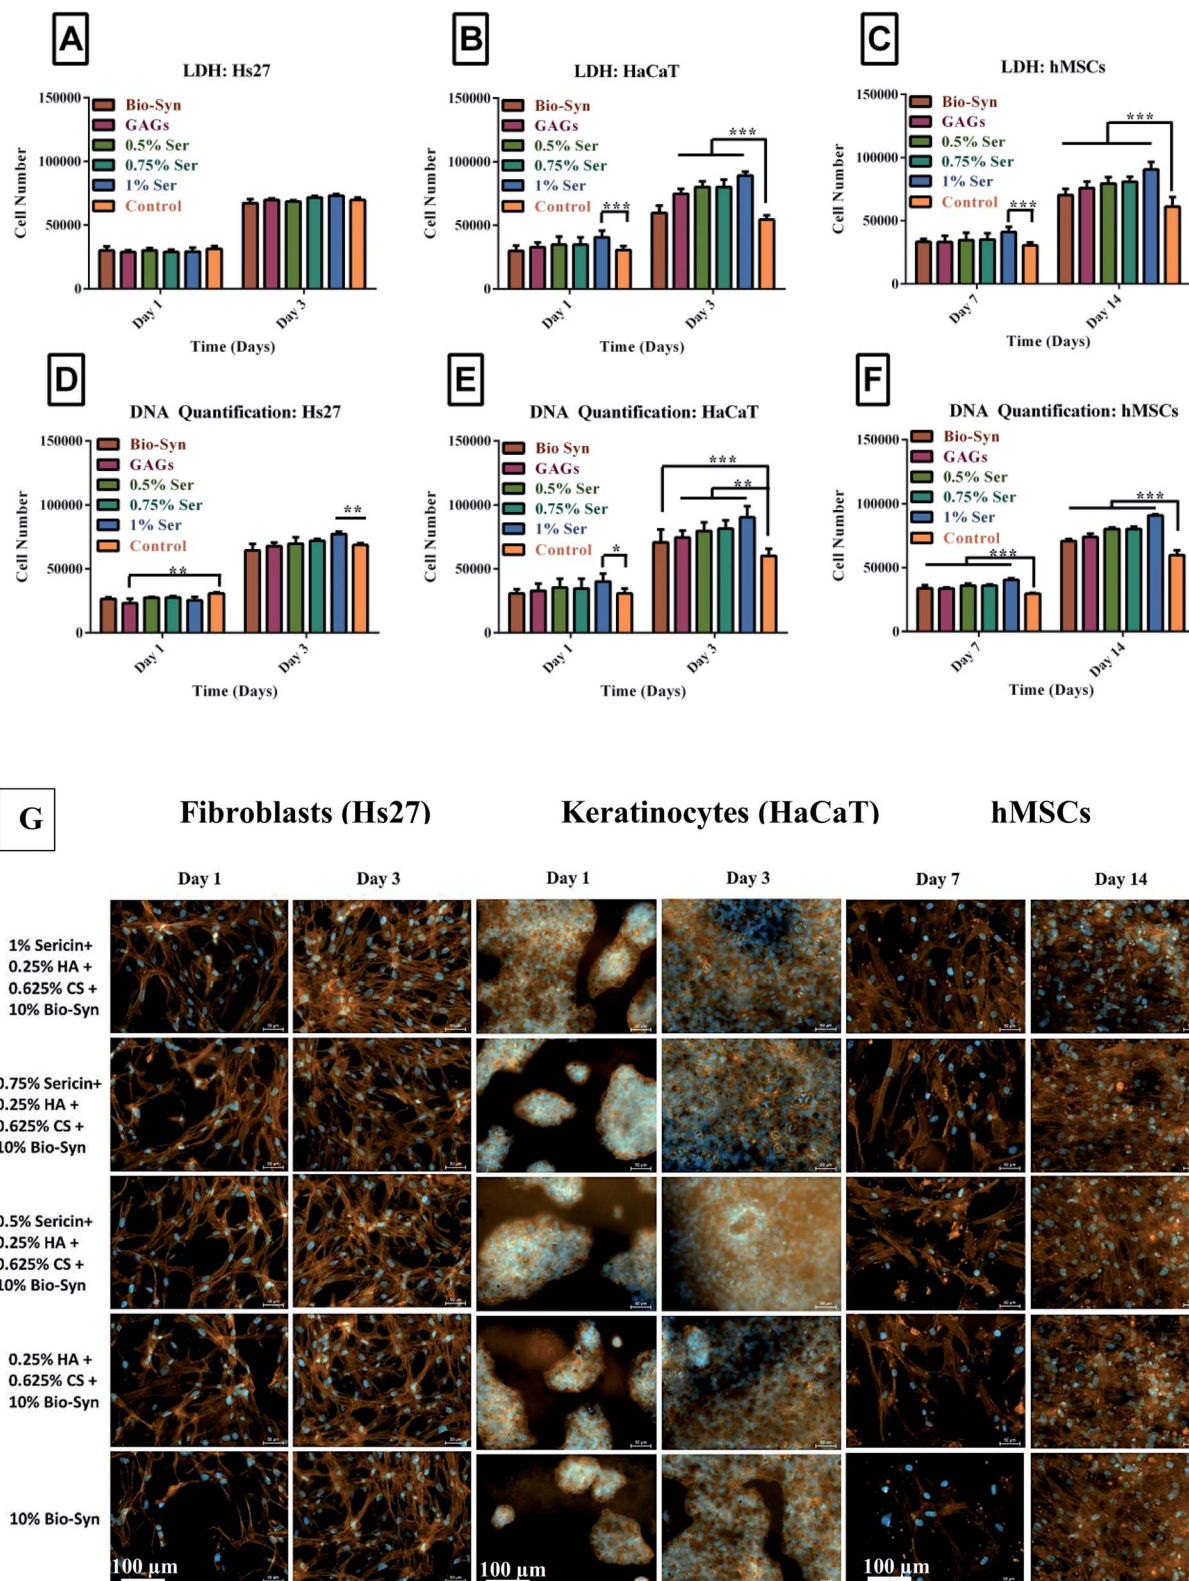 A
LDH: Hs27
150000
100000
50000
0
Cell Number
Bio-Syn
GAGs
0.5% Ser
0.75% Ser
1% Ser
Control
Day 1
Day 3
Time (Days)
B
LDH: HaCaT
150000
100000
50000
0
Cell Number
Bio-Syn
GAGs
0.5% Ser
0.75% Ser
1% Ser
Control
***
***
Day 1
Day 3
Time (Days)
C
LDH: hMSCs
150000
100000
50000
0
Cell Number
Bio-Syn
GAGs
0.5% Ser
0.75% Ser
1% Ser
Control
***
***
Day 7
Day 14
Time (Days)
D
DNA Quantification: Hs27
150000
100000
50000
0
Cell Number
Bio-Syn
GAGs
0.5% Ser
0.75% Ser
1% Ser
Control
**
**
Day 1
Day 3
Time (Days)
E
DNA Quantification: HaCaT
150000
100000
50000
0
Cell Number
Bio Syn
GAGs
0.5% Ser
0.75% Ser
1% Ser
Control
*
***
**
Day 1
Day 3
Time (Days)
F
DNA Quantification: hMSCs
150000
100000
50000
0
Cell Number
Bio-Syn
GAGs
0.5% Ser
0.75% Ser
1% Ser
Control
***
***
Day 7
Day 14
Time (Days)
G
Fibroblasts (Hs27) Keratinocytes (HaCaT) hMSCs
Day 1 Day 3 Day 1 Day 3 Day 7 Day 14
1% Sericin+
0.25% HA +
0.625% CS +
10% Bio-Syn
0.75% Sericin+
0.25% HA +
0.625% CS +
10% Bio-Syn
0.5% Sericin+
0.25% HA +
0.625% CS +
10% Bio-Syn
0.25% HA +
0.625% CS +
10% Bio-Syn
10% Bio-Syn
100 µm 100 µm 100 µm